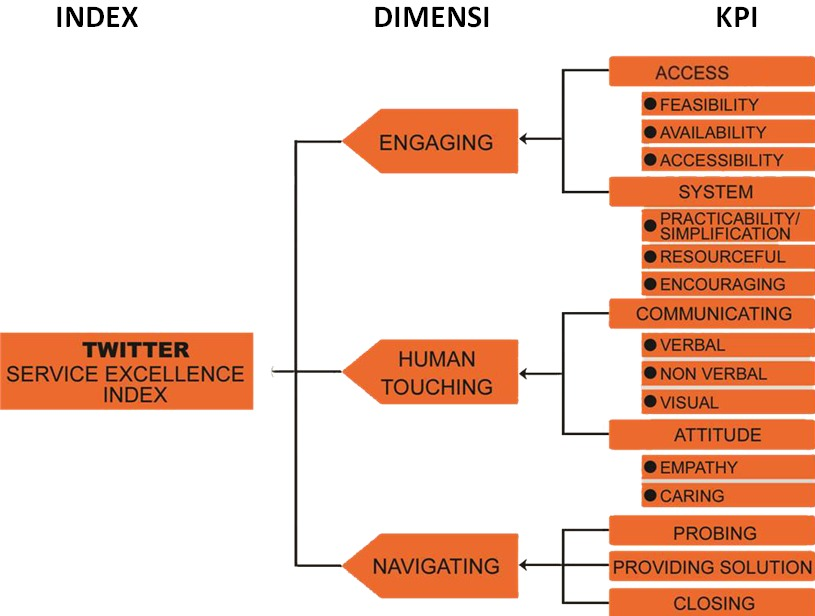 INDEX DIMENSI KPI
ACCESS
● FEASIBILITY
● AVAILABILITY
● ACCESSIBILITY
ENGAGING
SYSTEM
● PRACTICABILITY/
SIMPLIFICATION
● RESOURCEFUL
● ENCOURAGING
TWITTER
SERVICE EXCELLENCE
INDEX
COMMUNICATING
● VERBAL
● NON VERBAL
● VISUAL
HUMAN
TOUCHING
ATTITUDE
● EMPATHY
● CARING
NAVIGATING
PROBING
PROVIDING SOLUTION
CLOSING